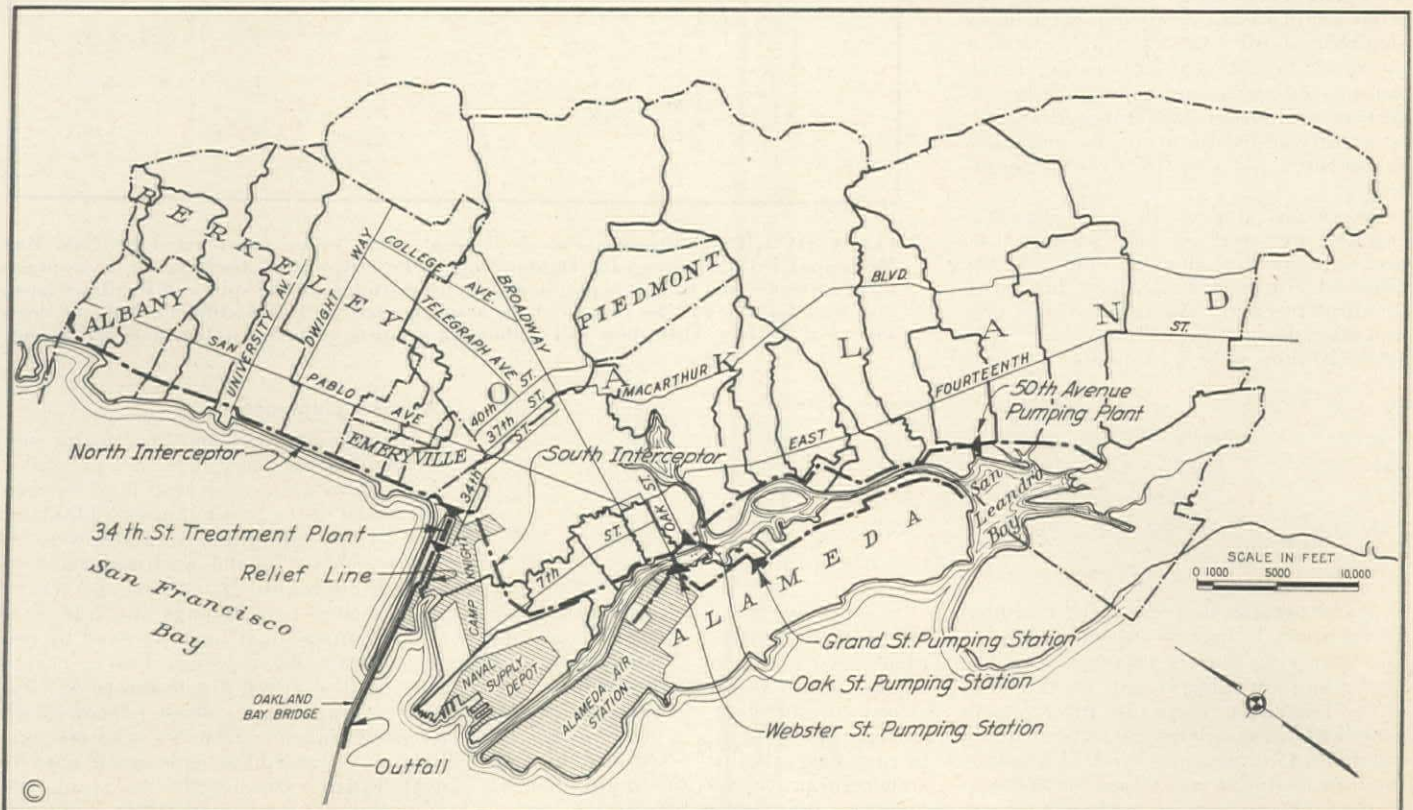 BERKELEY
ALBANY
SAN PABLO AVE
UNIVERSITY AV.
DWIGHT WAY
COLLEGE AVE
TELEGRAPH AVE
BROADWAY
PIEDMONT
OAKLAND
40th ST.
37th ST.
34th
MACARTHUR BLVD.
EAST FOURTEENTH ST.
EMERYVILLE
North Interceptor
South Interceptor
50th Avenue
Pumping Plant
San
Leandro
Bay
34th St. Treatment Plant
Relief Line
San Francisco
Bay
CAMP KNIGHT
7th ST.
OAK ST.
ALAMEDA
NAVAL
SUPPLY
DEPOT
ALAMEDA AIR
STATION
SCALE IN FEET
0 1000 5000 10,000
Grand St. Pumping Station
Oak St. Pumping Station
Webster St. Pumping Station
OAKLAND
BAY BRIDGE
Outfall
©